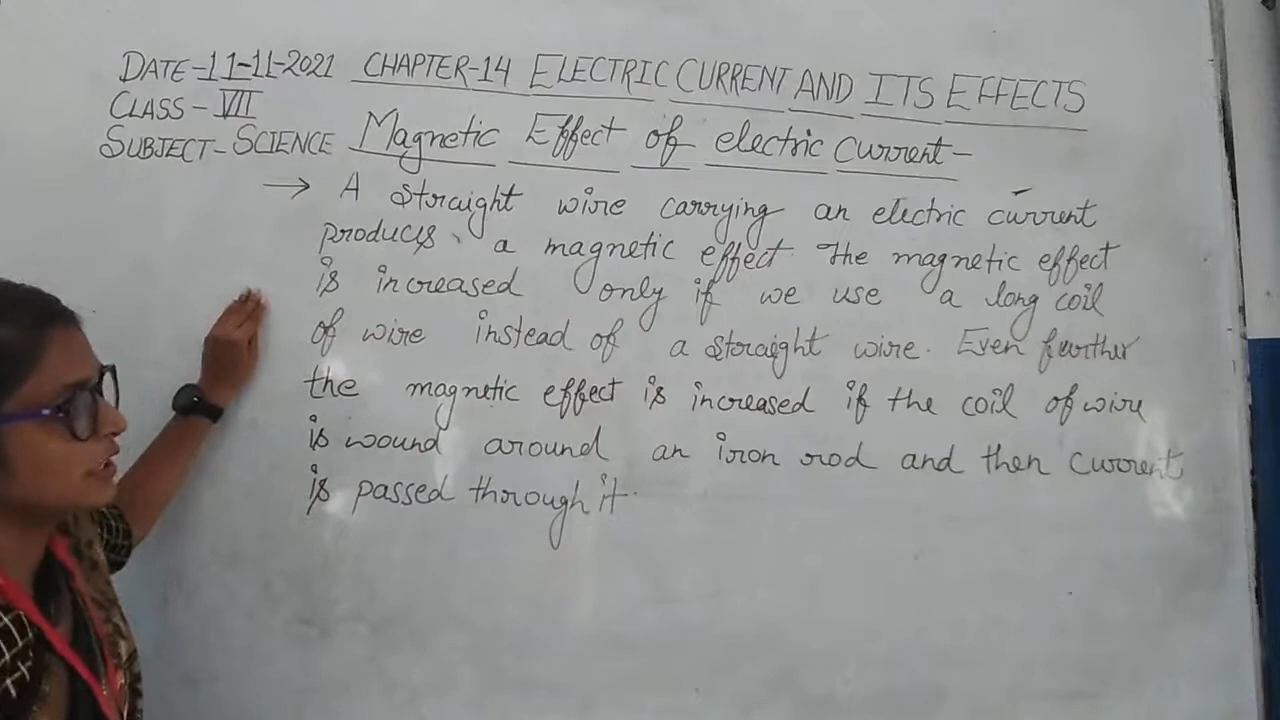 DATE-11-11-2021 CHAPTER-14 ELECTRIC CURRENT AND ITS EFFECTS
CLASS-VII
SUBJECT-SCIENCE Magnetic Effect of electric current-
→ A straight wire carrying an electric current
produces a magnetic effect. The magnetic effect
is increased only if we use a long coil
of wire instead of a straight wire. Even further
the magnetic effect is increased if the coil of wire
is wound around an iron rod and then current
is passed through it.